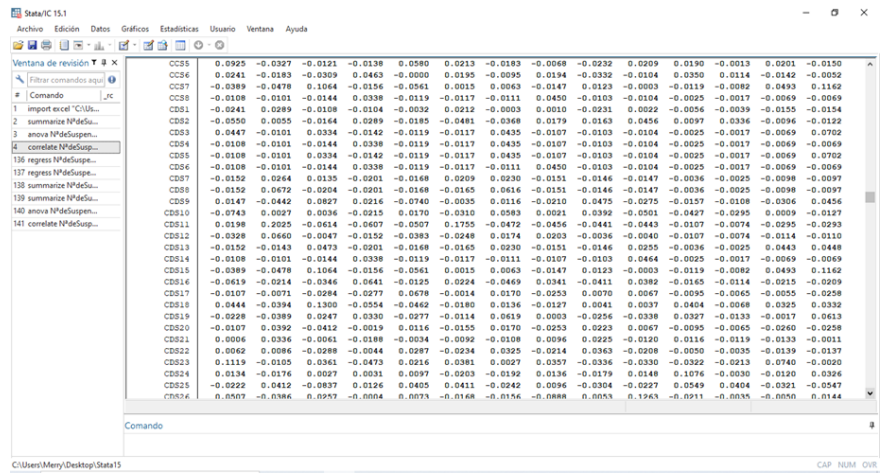 Stata/IC 15.1
Archivo Edición Datos Gráficos Estadísticas Usuario Ventana Ayuda
Ventana de revisión
Filtrar comandos aquí
# Comando _rc
1 import excel "C:\Us...
2 summarize NªdeSu...
3 anova NªdeSuspen...
4 correlate NªdeSusp...
136 regress NªdeSuspe...
137 regress NªdeSuspe...
138 summarize NªdeSu...
139 summarize NªdeSu...
140 anova NªdeSuspen...
141 correlate NªdeSusp...
CCS5 0.0925 -0.0327 -0.0121 -0.0138 0.0580 0.0213 -0.0183 -0.0068 -0.0232 0.0209 0.0190 -0.0013 0.0201 -0.0150
CCS6 0.0241 -0.0183 -0.0309 0.0463 -0.0000 0.0195 -0.0095 0.0194 -0.0332 -0.0104 0.0350 0.0114 -0.0142 -0.0052
CCS7 -0.0389 -0.0478 0.1064 -0.0156 -0.0561 0.0015 0.0063 -0.0147 0.0123 -0.0003 -0.0119 -0.0082 0.0493 0.1162
CCS8 -0.0108 -0.0101 -0.0144 0.0338 -0.0119 -0.0117 -0.0111 0.0450 -0.0103 -0.0104 -0.0025 -0.0017 -0.0069 -0.0069
CDS1 -0.0241 0.0289 -0.0108 -0.0104 0.0032 0.0212 -0.0003 0.0010 -0.0231 0.0022 -0.0056 -0.0039 -0.0155 -0.0154
CDS2 -0.0550 0.0055 -0.0164 0.0289 -0.0185 -0.0481 -0.0368 0.0179 0.0163 0.0456 0.0097 0.0336 -0.0096 -0.0122
CDS3 0.0447 -0.0101 0.0334 -0.0142 -0.0119 -0.0117 0.0435 -0.0107 -0.0103 -0.0104 -0.0025 -0.0017 -0.0069 0.0702
CDS4 -0.0108 -0.0101 -0.0144 0.0338 -0.0119 -0.0117 0.0435 -0.0107 -0.0103 -0.0104 -0.0025 -0.0017 -0.0069 -0.0069
CDS5 -0.0108 -0.0101 0.0334 -0.0142 -0.0119 -0.0117 0.0435 -0.0107 -0.0103 -0.0104 -0.0025 -0.0017 -0.0069 0.0702
CDS6 -0.0108 -0.0101 -0.0144 0.0338 -0.0119 -0.0117 -0.0111 0.0450 -0.0103 -0.0104 -0.0025 -0.0017 -0.0069 -0.0069
CDS7 -0.0152 0.0264 0.0135 -0.0201 -0.0168 0.0209 0.0230 -0.0151 -0.0146 -0.0147 -0.0036 -0.0025 -0.0098 -0.0097
CDS8 -0.0152 0.0672 -0.0204 -0.0201 -0.0168 -0.0165 0.0616 -0.0151 -0.0146 -0.0147 -0.0036 -0.0025 -0.0098 -0.0097
CDS9 0.0147 -0.0442 0.0827 0.0216 -0.0740 -0.0035 0.0116 -0.0210 0.0475 -0.0275 -0.0157 -0.0108 -0.0306 0.0456
CDS10 -0.0743 0.0027 0.0036 -0.0215 0.0170 -0.0310 0.0583 0.0021 0.0392 -0.0501 -0.0427 -0.0295 0.0009 -0.0127
CDS11 0.0198 0.2025 -0.0614 -0.0607 0.0507 0.1755 -0.0472 -0.0456 -0.0441 -0.0443 -0.0107 -0.0074 -0.0295 0.0293
CDS12 -0.0328 0.0660 -0.0047 -0.0152 -0.0383 -0.0248 0.0174 0.0203 -0.0036 -0.0040 -0.0107 -0.0074 -0.0114 -0.0110
CDS13 -0.0152 -0.0143 0.0473 -0.0201 -0.0168 -0.0165 0.0230 -0.0151 -0.0146 0.0255 -0.0036 -0.0025 0.0443 0.0448
CDS14 -0.0108 -0.0101 -0.0144 0.0338 -0.0119 -0.0117 -0.0111 -0.0107 -0.0103 0.0464 -0.0025 -0.0017 -0.0069 -0.0069
CDS15 -0.0389 -0.0478 0.1064 -0.0156 -0.0561 0.0015 0.0063 -0.0147 0.0123 -0.0003 -0.0119 -0.0082 0.0493 0.1162
CDS16 -0.0619 -0.0214 -0.0346 0.0641 -0.0125 0.0224 -0.0469 0.0341 -0.0411 0.0382 -0.0165 -0.0114 -0.0215 -0.0209
CDS17 -0.0107 -0.0071 -0.0284 -0.0277 0.0678 -0.0014 0.0170 -0.0253 0.0070 0.0067 -0.0095 -0.0065 -0.0055 -0.0258
CDS18 0.0444 -0.0394 0.1300 -0.0554 -0.0462 -0.0180 0.0136 -0.0127 0.0041 0.0037 0.0404 -0.0068 0.0325 0.0332
CDS19 -0.0228 -0.0389 0.0247 0.0330 -0.0277 -0.0114 0.0619 0.0003 -0.0256 -0.0338 0.0327 -0.0133 -0.0017 0.0613
CDS20 -0.0107 0.0392 -0.0412 -0.0019 0.0116 -0.0155 0.0170 -0.0253 0.0223 0.0067 -0.0095 -0.0065 -0.0260 -0.0258
CDS21 0.0006 0.0336 -0.0061 -0.0188 -0.0034 -0.0092 -0.0108 0.0096 0.0225 -0.0120 0.0116 -0.0119 -0.0133 -0.0011
CDS22 0.0062 0.0086 -0.0288 -0.0044 0.0287 -0.0234 0.0325 -0.0214 0.0363 -0.0208 -0.0050 -0.0035 -0.0139 -0.0137
CDS23 -0.1119 -0.0105 0.0361 -0.0473 0.0216 0.0381 0.0027 0.0357 -0.0336 -0.0330 -0.0322 -0.0213 0.0740 -0.0020
CDS24 0.0134 -0.0176 0.0027 0.0031 0.0097 -0.0203 -0.0192 0.0136 -0.0179 0.0148 0.1076 -0.0030 -0.0120 0.0326
CDS25 -0.0222 0.0412 -0.0837 0.0126 0.0405 0.0411 -0.0242 0.0096 -0.0304 -0.0227 0.0549 0.0404 -0.0321 -0.0547
CDS26 0.0507 -0.0386 0.0257 -0.0004 0.0073 -0.0168 -0.0156 -0.0888 0.0053 0.1263 -0.0211 -0.0035 -0.0050 0.0144
Comando
C:\Users\Merry\Desktop\Stata15
CAP NUM OVR